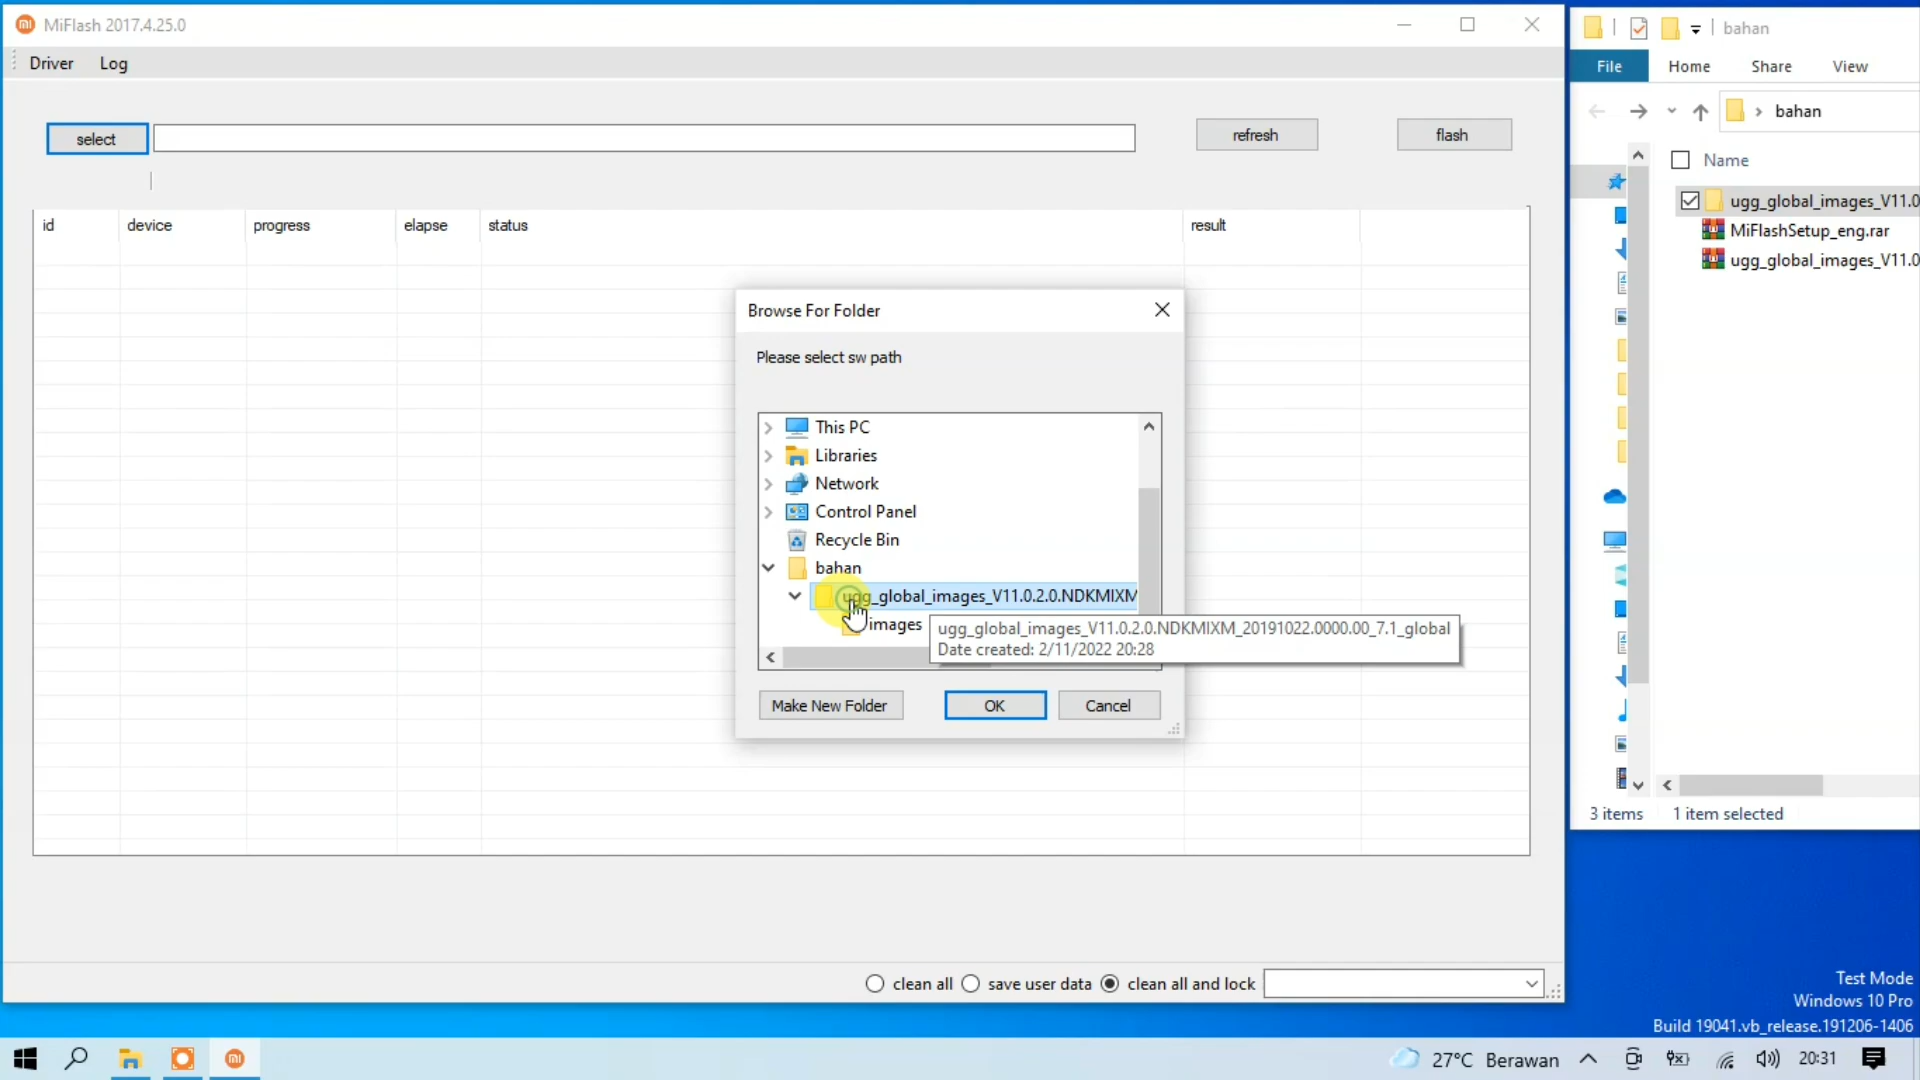 MiFlash 2017.4.25.0
Driver Log
select
refresh
flash
id device progress elapse status result
Browse For Folder
Please select sw path
This PC
Libraries
Network
Control Panel
Recycle Bin
bahan
ugg_global_images_V11.0.2.0.NDKMIXM
images
ugg_global_images_V11.0.2.0.NDKMIXM_20191022.0000.00_7.1_global
Date created: 2/11/2022 20:28
Make New Folder
OK
Cancel
clean all save user data clean all and lock
bahan
File Home Share View
bahan
Name
ugg_global_images_V11.0
MiFlashSetup_eng.rar
ugg_global_images_V11.0
3 items 1 item selected
Test Mode
Windows 10 Pro
Build 19041.vb_release.191206-1406
27°C Berawan
20:31